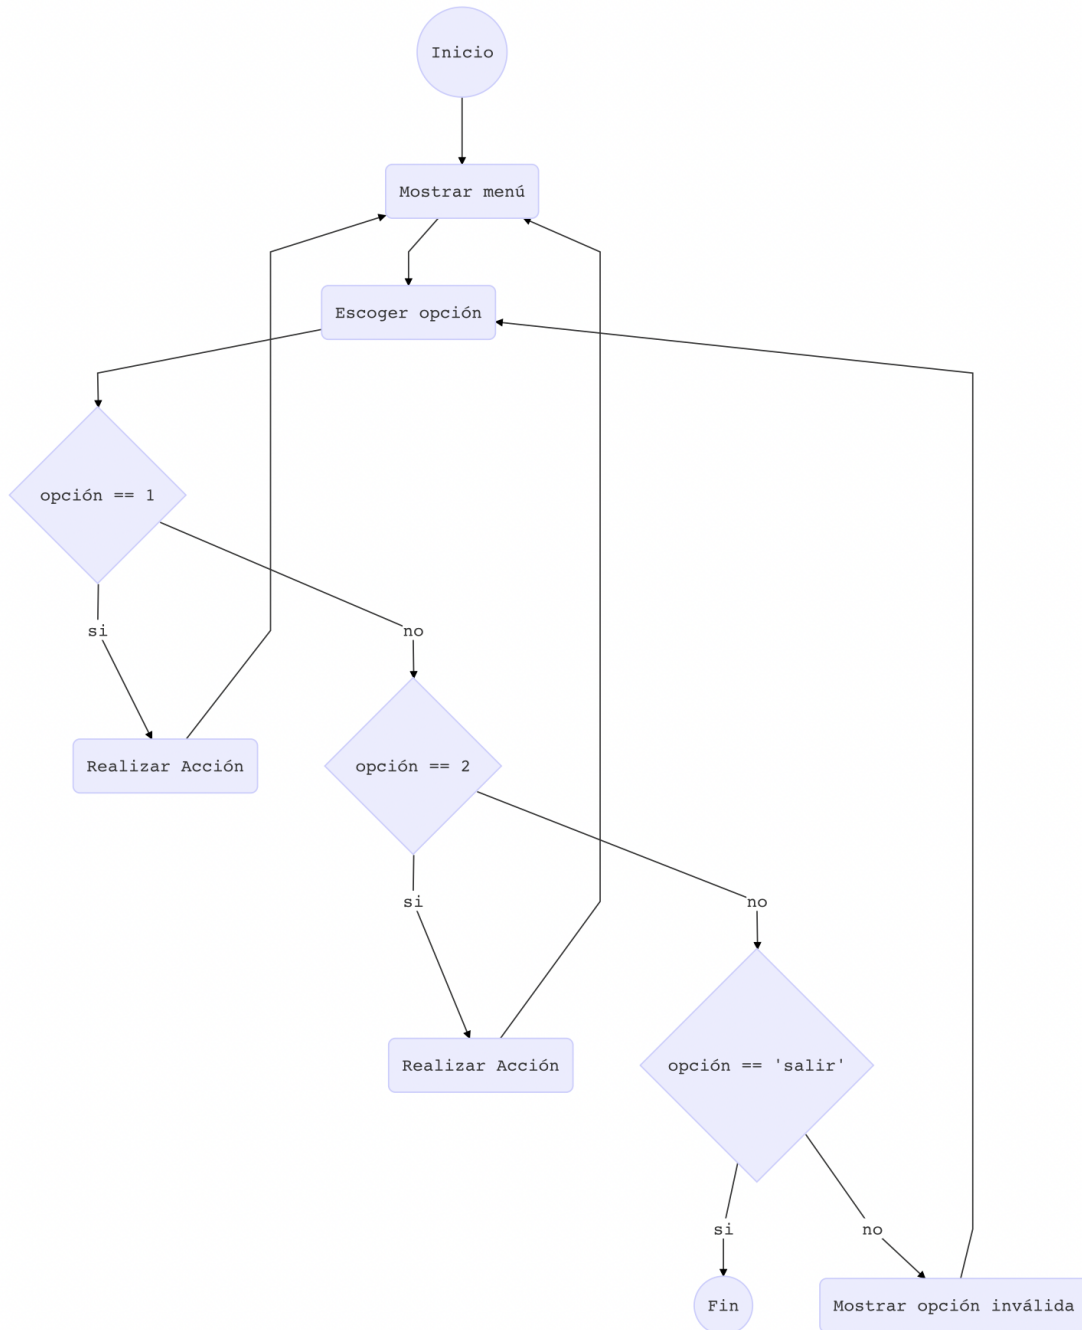 Inicio
Mostrar menú
Escoger opción
opción == 1
si
no
Realizar Acción
opción == 2
si
no
Realizar Acción
opción == 'salir'
si
no
Fin
Mostrar opción inválida